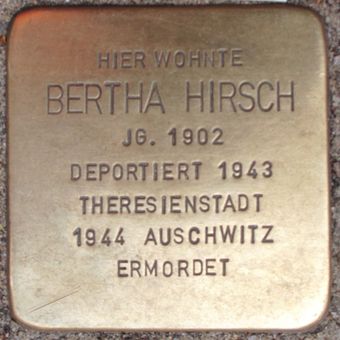 HIER WOHNTE
BERTHA HIRSCH
JG. 1902
DEPORTIERT 1943
THERESIENSTADT
1944 AUSCHWITZ
ERMORDET